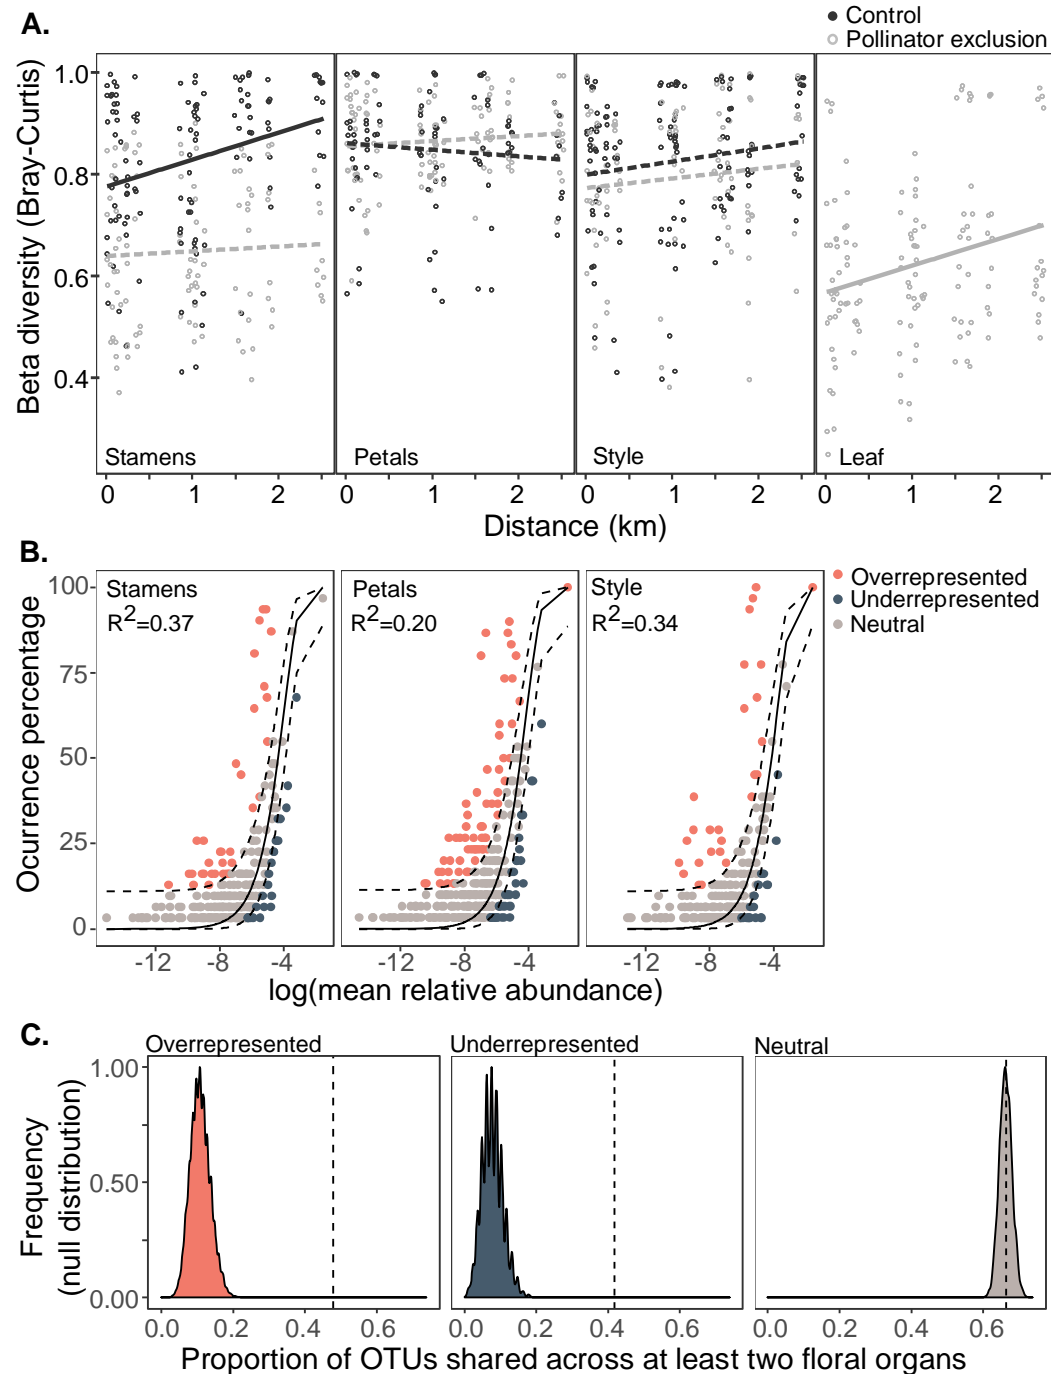 A.
Control
Pollinator exclusion
Beta diversity (Bray-Curtis)
1.0
0.8
0.6
0.4
Stamens
Petals
Style
Leaf
0 1 2 0 1 2 0 1 2 0 1 2
Distance (km)
B.
Occurrence percentage
100
75
50
25
0
Stamens
R2=0.37
Petals
R2=0.20
Style
R2=0.34
Overrepresented
Underrepresented
Neutral
-12 -8 -4 -12 -8 -4 -12 -8 -4
log(mean relative abundance)
C.
Overrepresented
Underrepresented
Neutral
Frequency
(null distribution)
1.00
0.50
0.00
0.0 0.2 0.4 0.6 0.0 0.2 0.4 0.6 0.0 0.2 0.4 0.6
Proportion of OTUs shared across at least two floral organs